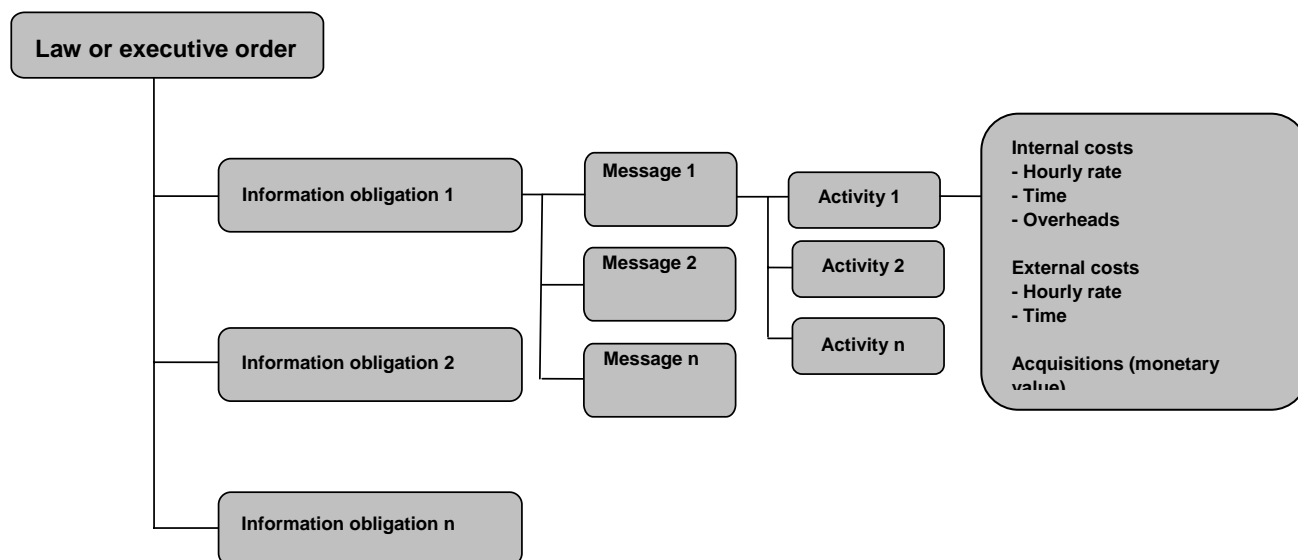 Law or executive order
Information obligation 1
Information obligation 2
Information obligation n
Message 1
Message 2
Message n
Activity 1
Activity 2
Activity n
Internal costs
- Hourly rate
- Time
- Overheads
External costs
- Hourly rate
- Time
Acquisitions (monetary
value)